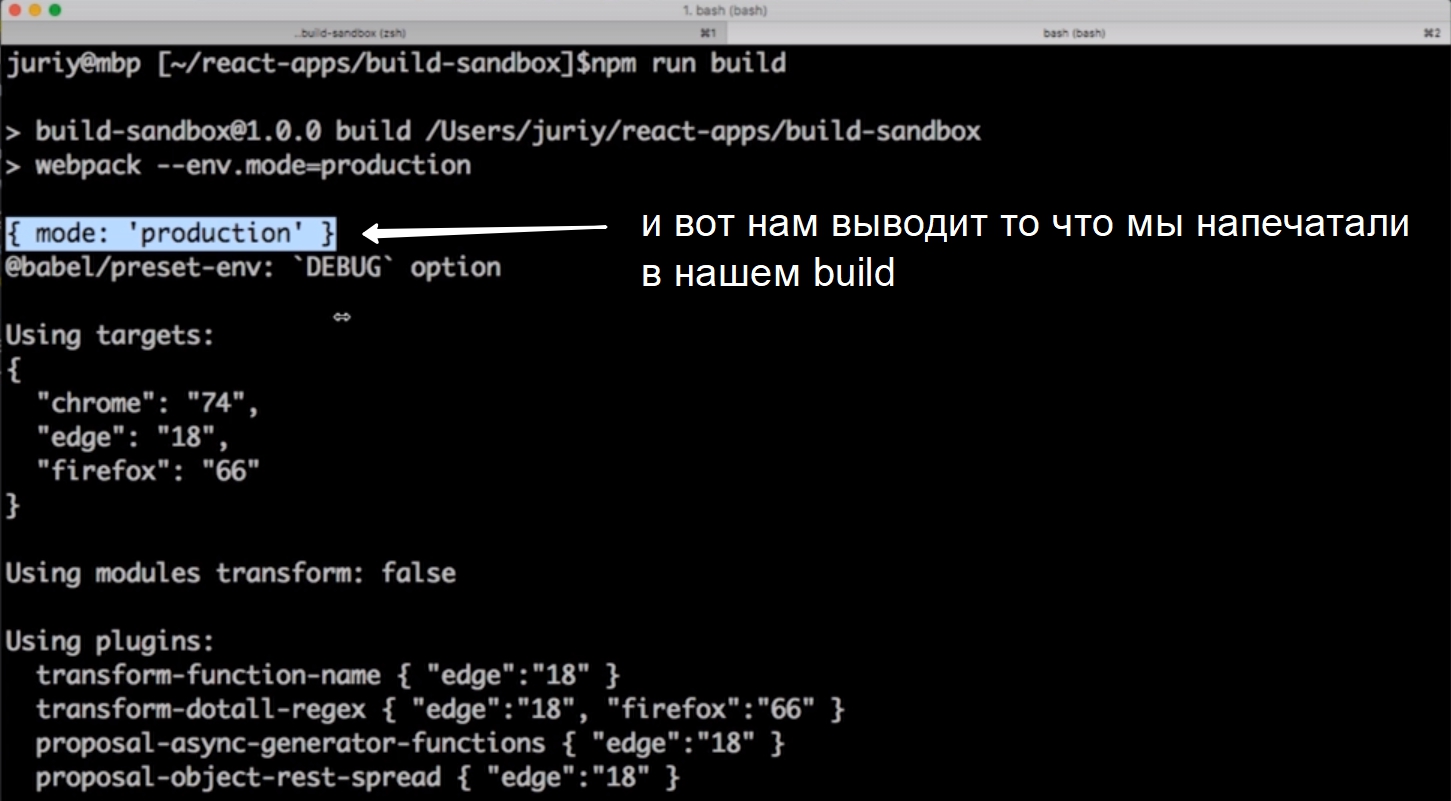 1. bash (bash)
..build-sandbox (zsh) ⌘1 bash (bash) ⌘2
juriy@mbp [~/react-apps/build-sandbox]$npm run build
> build-sandbox@1.0.0 build /Users/juriy/react-apps/build-sandbox
> webpack --env.mode=production
{ mode: 'production' }
и вот нам выводит то что мы напечатали
в нашем build
@babel/preset-env: `DEBUG` option
Using targets:
{
"chrome": "74",
"edge": "18",
"firefox": "66"
}
Using modules transform: false
Using plugins:
transform-function-name { "edge":"18" }
transform-dotall-regex { "edge":"18", "firefox":"66" }
proposal-async-generator-functions { "edge":"18" }
proposal-object-rest-spread { "edge":"18" }